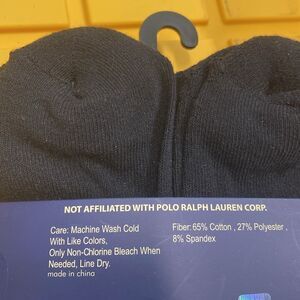 NOT AFFILIATED WITH POLO RALPH LAUREN CORP.
Care: Machine Wash Cold
With Like Colors,
Only Non-Chlorine Bleach When
Needed, Line Dry.
made in china
Fiber: 65% Cotton , 27% Polyester ,
8% Spandex